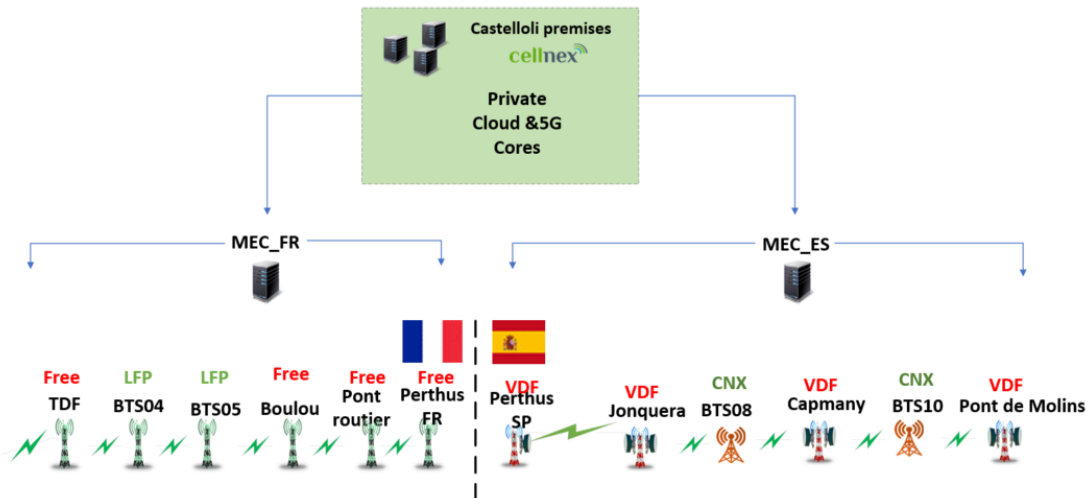 Castelloli premises
cellnex
Private
Cloud &5G
Cores
MEC_FR
MEC_ES
Free
TDF
LFP
BTS04
LFP
BTS05
Free
Boulou
Free
Pont
routier
Free
Perthus
FR
VDF
Perthus
SP
VDF
Jonquera
CNX
BTS08
VDF
Capmany
CNX
BTS10
VDF
Pont de Molins